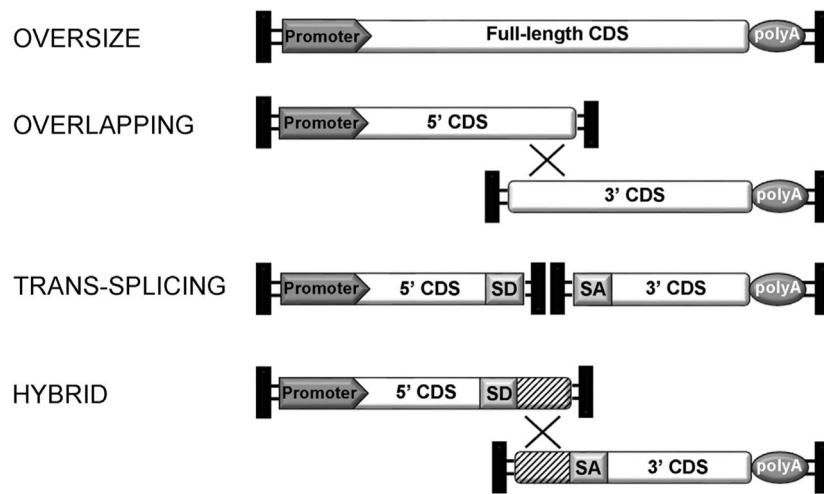 OVERSIZE Promoter Full-length CDS polyA
OVERLAPPING Promoter 5' CDS
3' CDS polyA
TRANS-SPLICING Promoter 5' CDS SD SA 3' CDS polyA
HYBRID Promoter 5' CDS SD
SA 3' CDS polyA